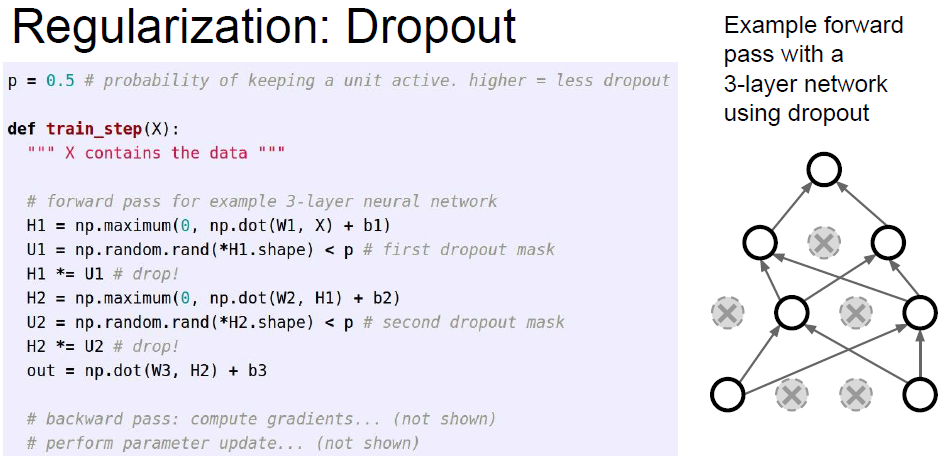 Regularization: Dropout
p = 0.5 # probability of keeping a unit active. higher = less dropout
def train_step(X):
""" X contains the data """
# forward pass for example 3-layer neural network
H1 = np.maximum(0, np.dot(W1, X) + b1)
U1 = np.random.rand(*H1.shape) < p # first dropout mask
H1 *= U1 # drop!
H2 = np.maximum(0, np.dot(W2, H1) + b2)
U2 = np.random.rand(*H2.shape) < p # second dropout mask
H2 *= U2 # drop!
out = np.dot(W3, H2) + b3
# backward pass: compute gradients... (not shown)
# perform parameter update... (not shown)
Example forward
pass with a
3-layer network
using dropout